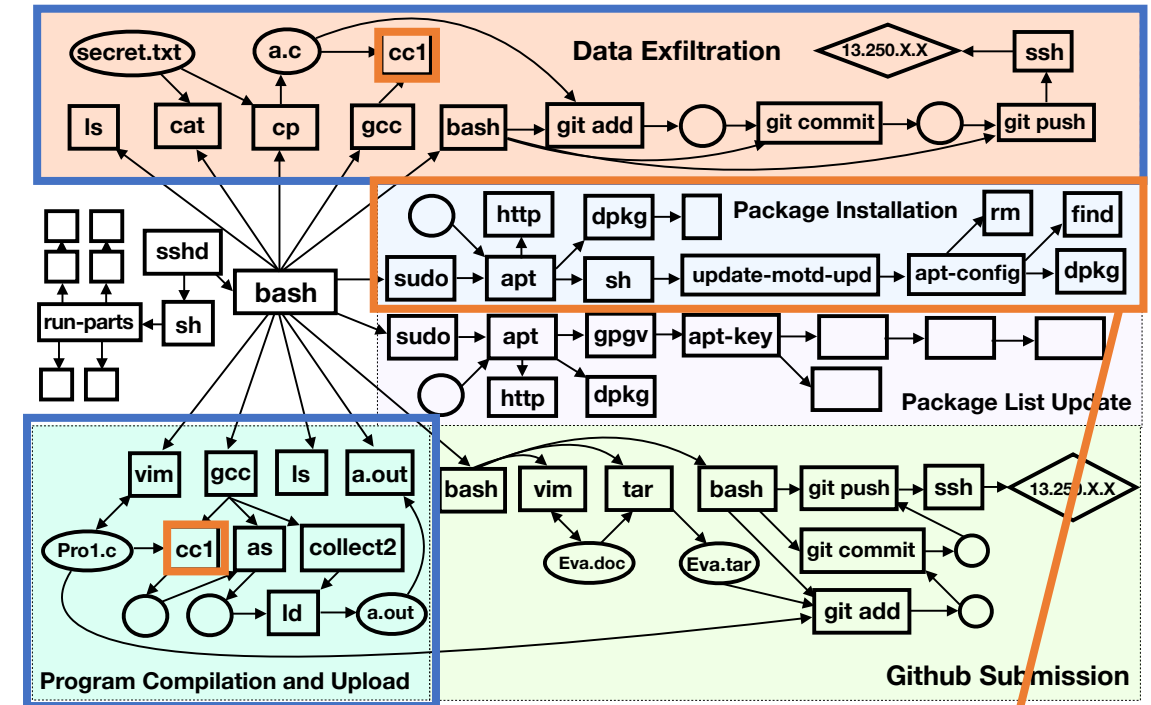 secret.txt
a.c
cc1
Data Exfiltration
13.250.X.X
ssh
ls
cat
cp
gcc
bash
git add
git commit
git push
http
dpkg
Package Installation
rm
find
sshd
bash
sudo
apt
sh
update-motd-upd
apt-config
dpkg
run-parts
sh
sudo
apt
gpgv
apt-key
http
dpkg
Package List Update
vim
gcc
ls
a.out
bash
vim
tar
bash
git push
ssh
13.250.X.X
Pro1.c
cc1
as
collect2
Eva.doc
Eva.tar
git commit
ld
a.out
git add
Program Compilation and Upload
Github Submission